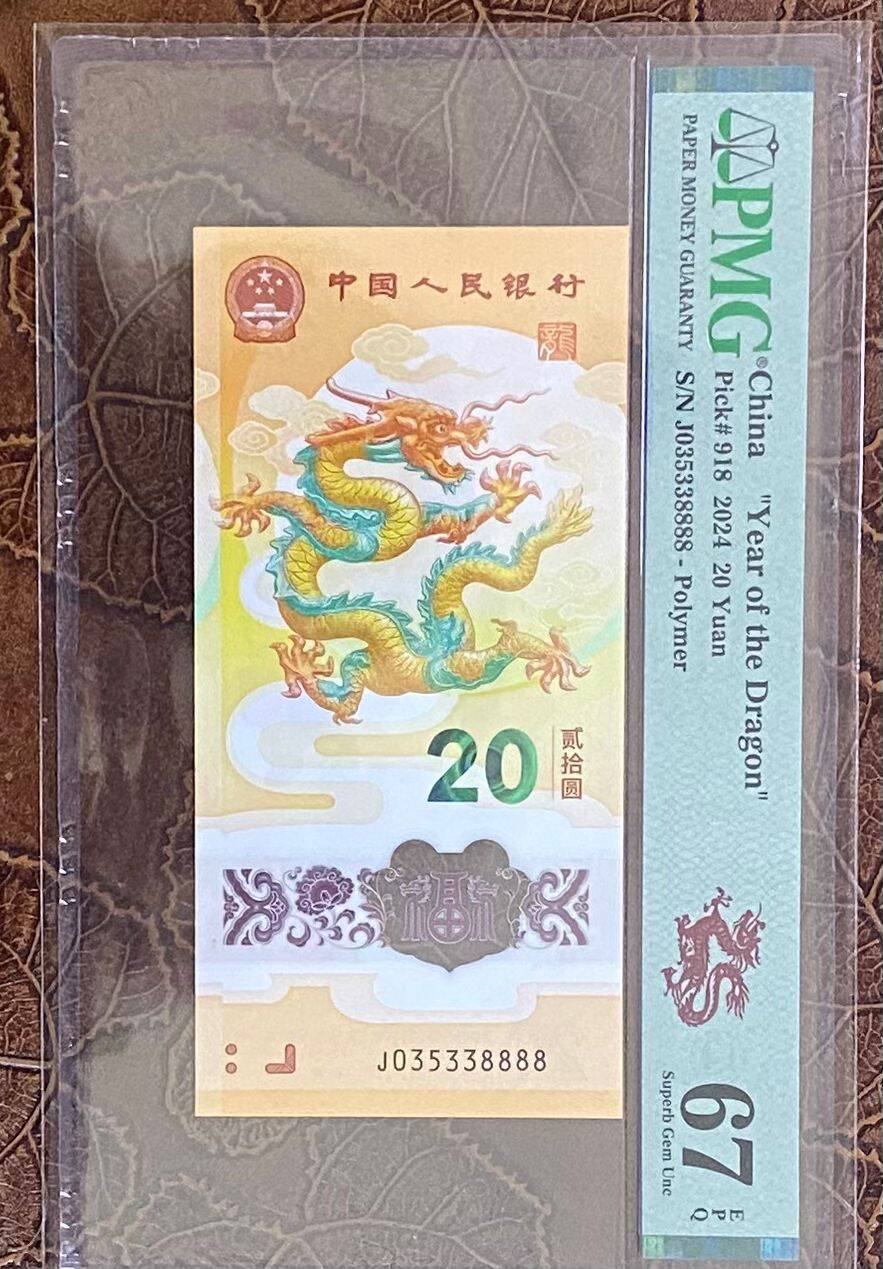 中国人民银行
龍
20
贰拾圆
J035338888
PMG®
PAPER MONEY GUARANTY
China "Year of the Dragon"
Pick# 918 2024 20 Yuan
S/N J035338888 - Polymer
67
EPQ
Superb Gem Unc